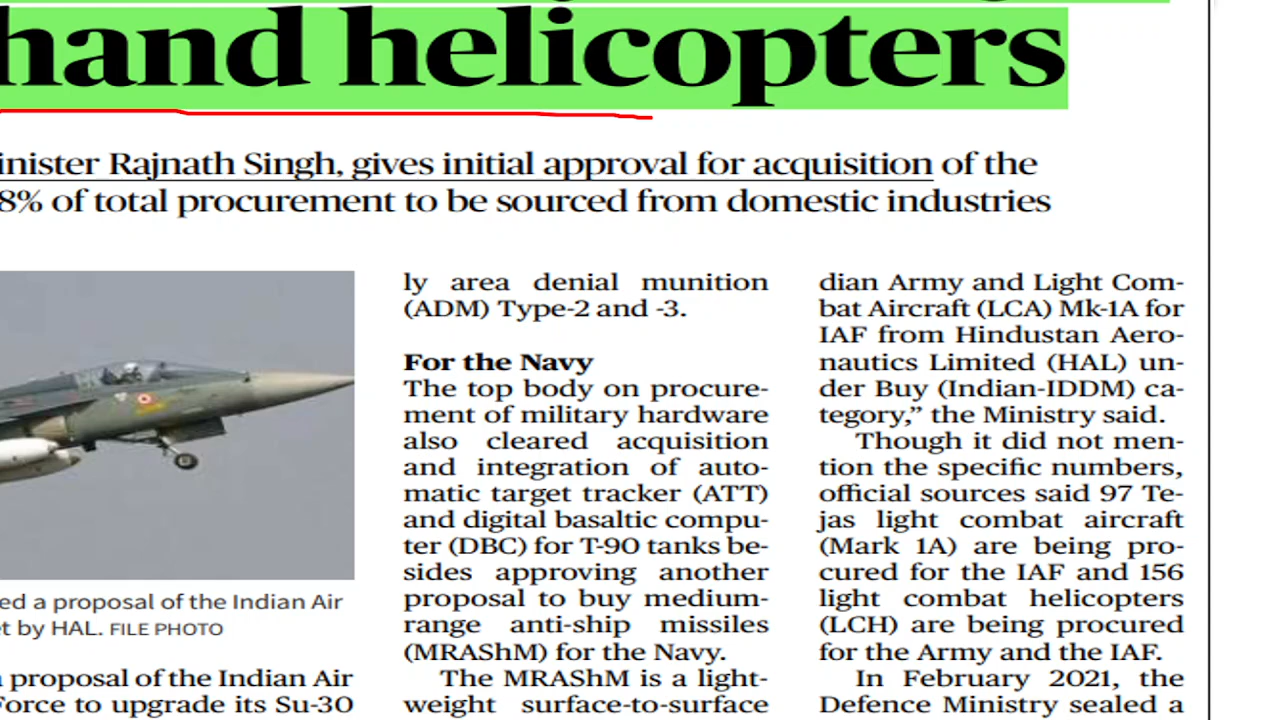 hand helicopters
inister Rajnath Singh, gives initial approval for acquisition of the
8% of total procurement to be sourced from domestic industries
ed a proposal of the Indian Air
t by HAL. FILE PHOTO
a proposal of the Indian Air
Force to upgrade its Su-30
ly area denial munition
(ADM) Type-2 and -3.
For the Navy
The top body on procure-
ment of military hardware
also cleared acquisition
and integration of auto-
matic target tracker (ATT)
and digital basaltic compu-
ter (DBC) for T-90 tanks be-
sides approving another
proposal to buy medium-
range anti-ship missiles
(MRAShM) for the Navy.
The MRAShM is a light-
weight surface-to-surface
dian Army and Light Com-
bat Aircraft (LCA) Mk-1A for
IAF from Hindustan Aero-
nautics Limited (HAL) un-
der Buy (Indian-IDDM) ca-
tegory,” the Ministry said.
Though it did not men-
tion the specific numbers,
official sources said 97 Te-
jas light combat aircraft
(Mark 1A) are being pro-
cured for the IAF and 156
light combat helicopters
(LCH) are being procured
for the Army and the IAF.
In February 2021, the
Defence Ministry sealed a